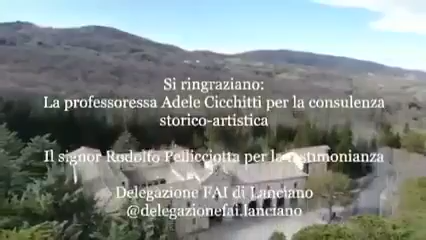 Si ringraziano:
La professoressa Adele Cicchitti per la consulenza
storico-artistica
Il signor Rodolfo Pellicciotta per la testimonianza
Delegazione FAI di Lanciano
@delegazionefai.lanciano